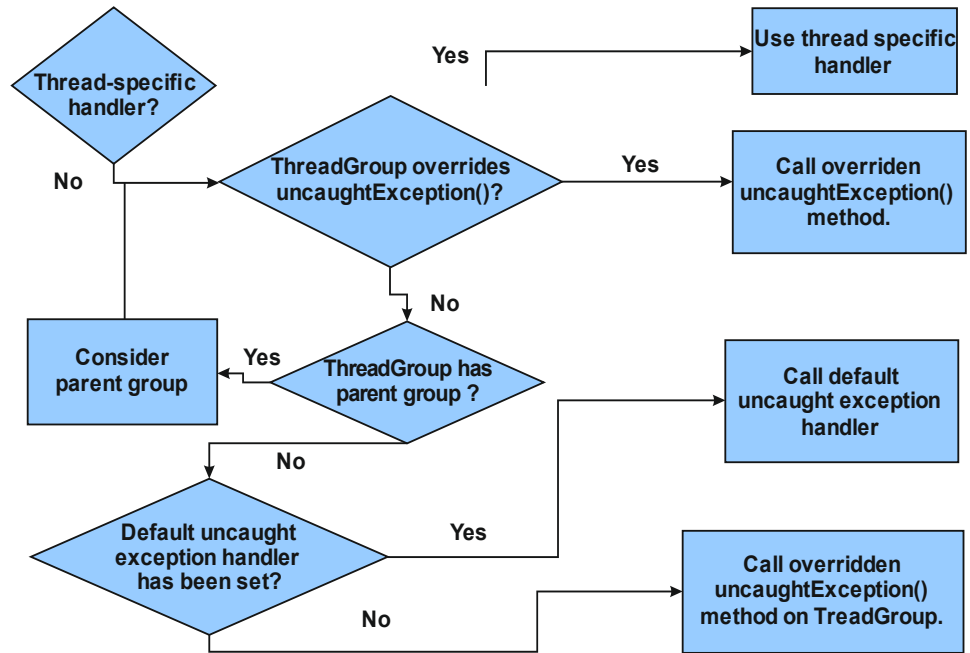 Thread-specific
handler?
Yes
Use thread specific
handler
No
ThreadGroup overrides
uncaughtException()?
Yes
Call overriden
uncaughtException()
method.
No
Consider
parent group
Yes
ThreadGroup has
parent group ?
Call default
uncaught exception
handler
No
Default uncaught
exception handler
has been set?
Yes
No
Call overridden
uncaughtException()
method on TreadGroup.